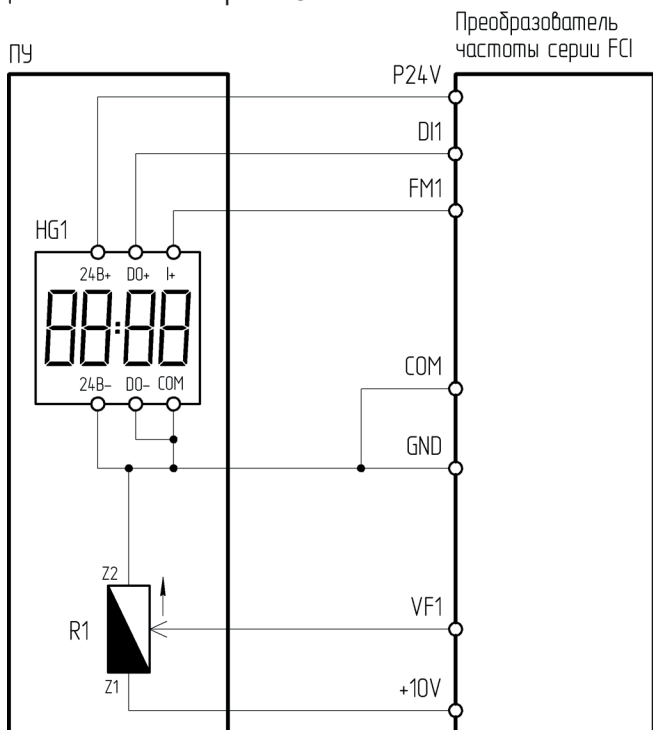 Преобразователь
частоты серии FCI
ПУ
P24V
DI1
FM1
HG1
24В+ DO+ I+
88:88
24В- DO- COM
COM
GND
Z2
R1
VF1
Z1
+10V